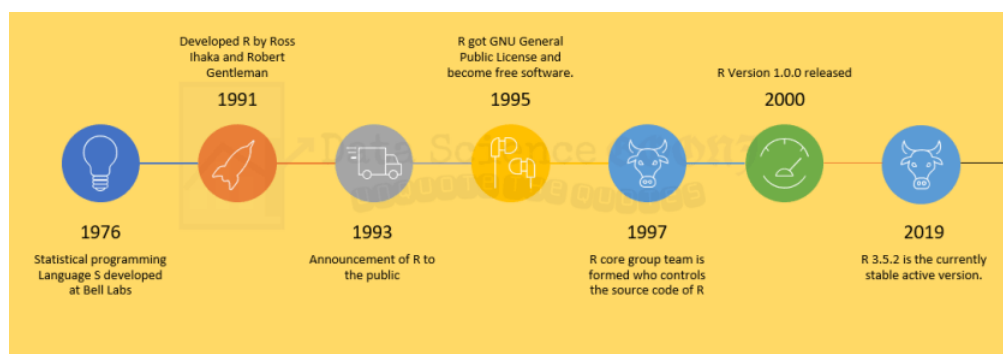 Developed R by Ross
Ihaka and Robert
Gentleman
1991
R got GNU General
Public License and
become free software.
1995
R Version 1.0.0 released
2000
Data Science
1976
Statistical programming
Language S developed
at Bell Labs
1993
Announcement of R to
the public
1997
R core group team is
formed who controls
the source code of R
2019
R 3.5.2 is the currently
stable active version.